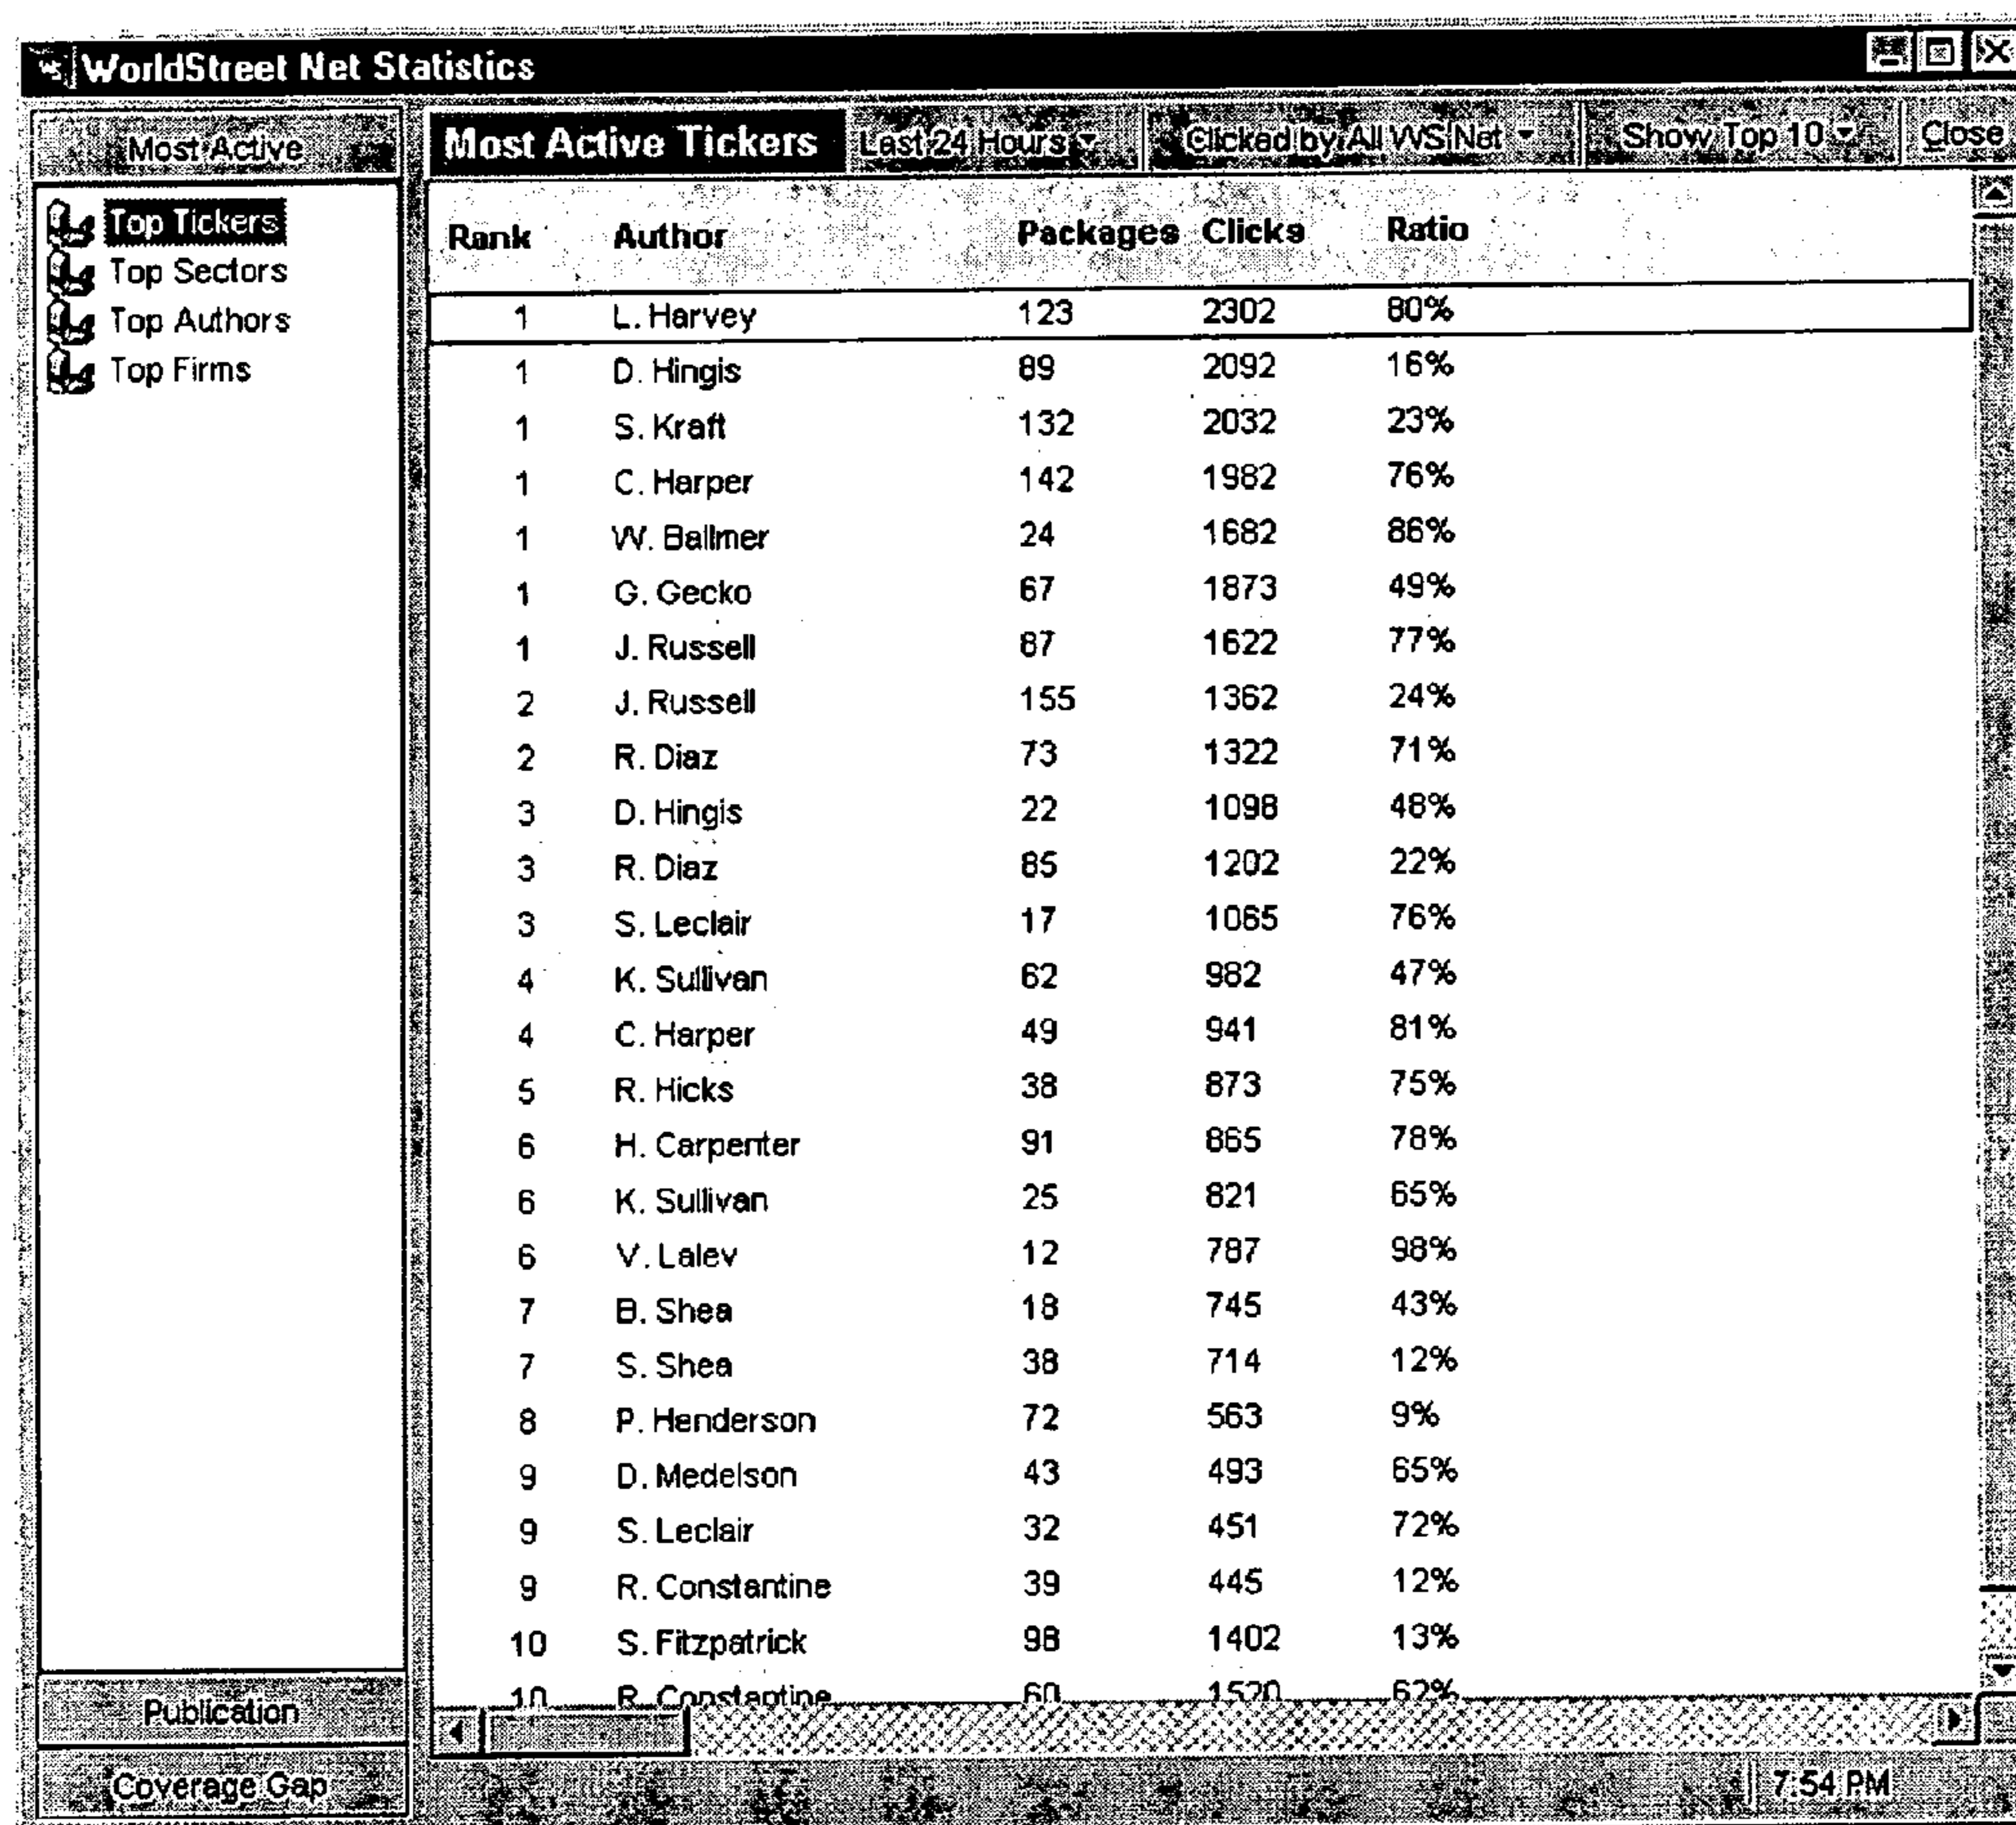 WorldStreet Net Statistics
Most Active
Most Active Tickers Last 24 Hours Clicked by All WS Net Show Top 10 Close
Top Tickers
Top Sectors
Top Authors
Top Firms
Rank Author Packages Clicks Ratio
1 L. Harvey 123 2302 80%
1 D. Hingis 89 2092 16%
1 S. Kraft 132 2032 23%
1 C. Harper 142 1982 76%
1 W. Ballmer 24 1682 86%
1 G. Gecko 67 1873 49%
1 J. Russell 87 1622 77%
2 J. Russell 155 1362 24%
2 R. Diaz 73 1322 71%
3 D. Hingis 22 1098 48%
3 R. Diaz 85 1202 22%
3 S. Leclair 17 1065 76%
4 K. Sullivan 62 982 47%
4 C. Harper 49 941 81%
5 R. Hicks 38 873 75%
6 H. Carpenter 91 865 78%
6 K. Sullivan 25 821 65%
6 V. Lalev 12 787 98%
7 B. Shea 18 745 43%
7 S. Shea 38 714 12%
8 P. Henderson 72 563 9%
9 D. Medelson 43 493 65%
9 S. Leclair 32 451 72%
9 R. Constantine 39 445 12%
10 S. Fitzpatrick 98 1402 13%
10 R. Constantine 60 1520 62%
Publication
Coverage Gap
7:54 PM